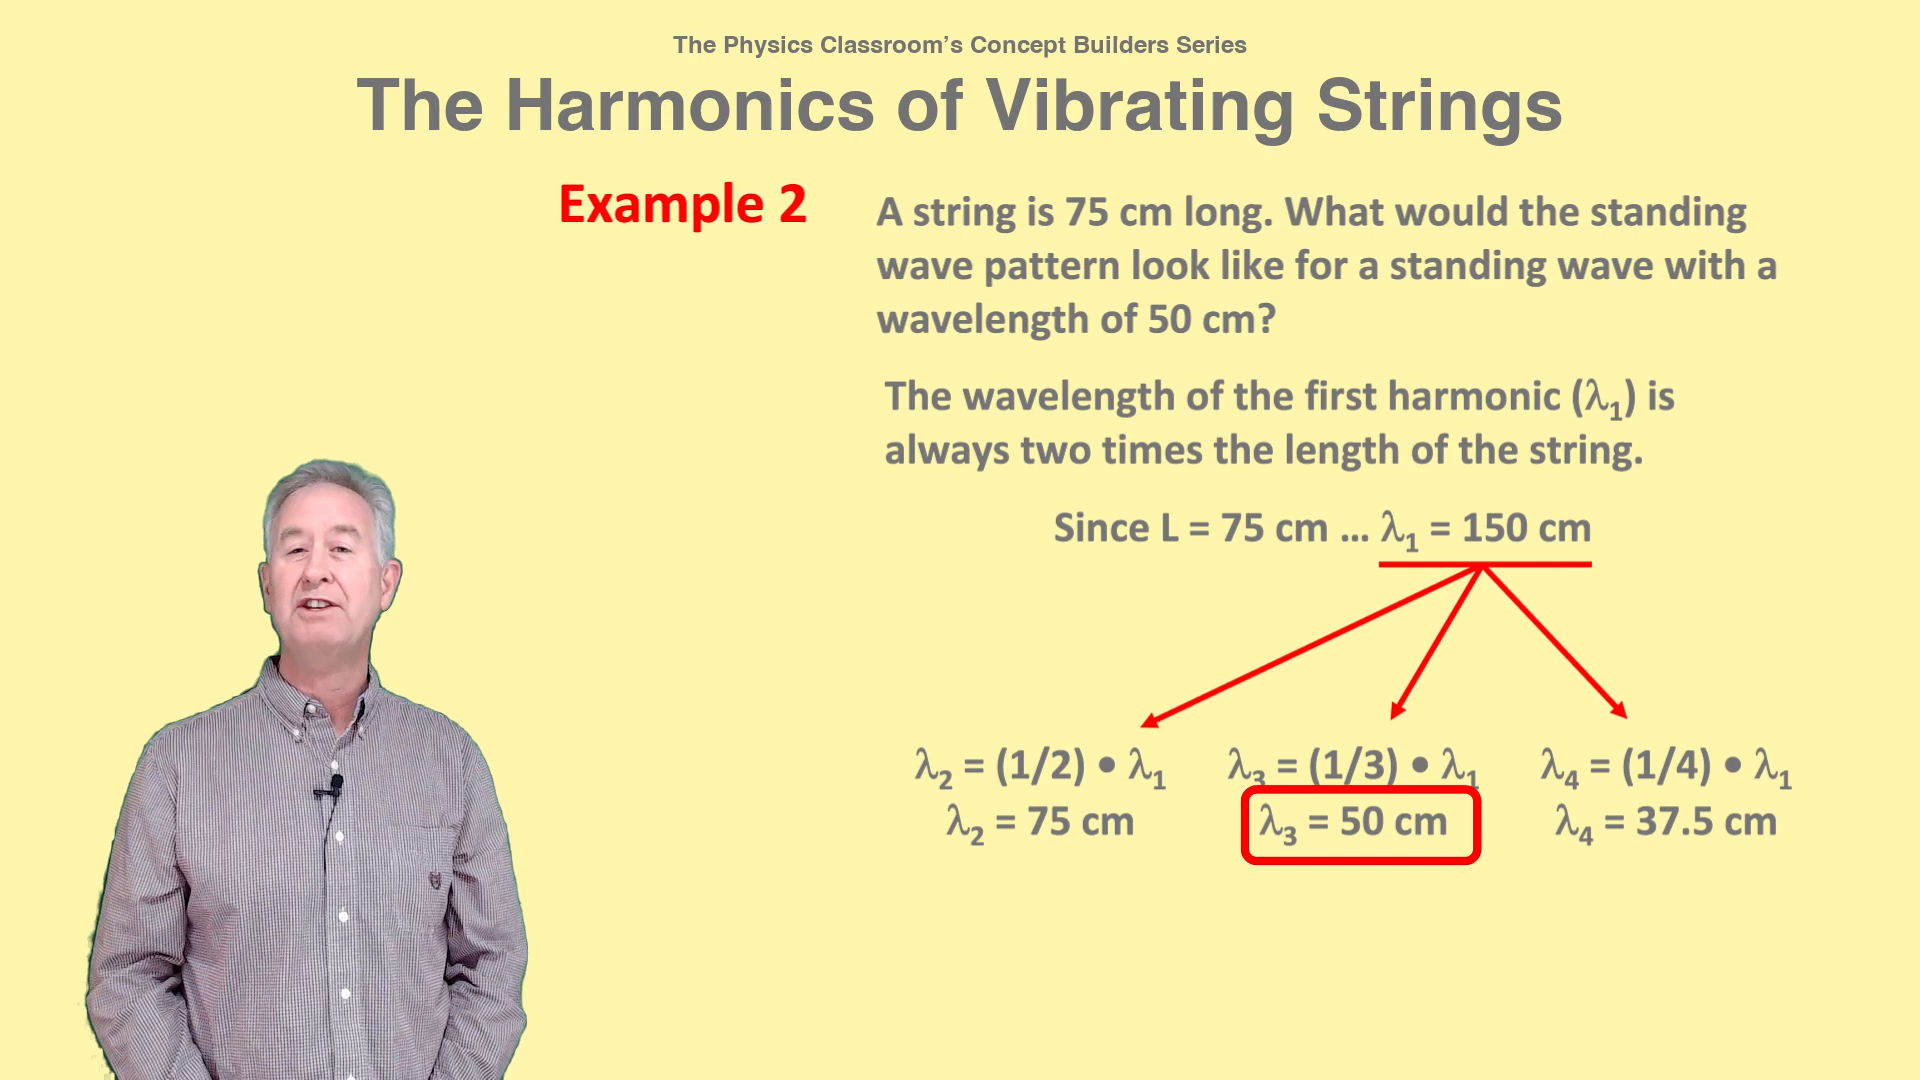 The Physics Classroom’s Concept Builders Series
The Harmonics of Vibrating Strings
Example 2
A string is 75 cm long. What would the standing
wave pattern look like for a standing wave with a
wavelength of 50 cm?
The wavelength of the first harmonic (λ₁) is
always two times the length of the string.
Since L = 75 cm ... λ₁ = 150 cm
λ₂ = (1/2) • λ₁ λ₃ = (1/3) • λ₁ λ₄ = (1/4) • λ₁
λ₂ = 75 cm λ₃ = 50 cm λ₄ = 37.5 cm